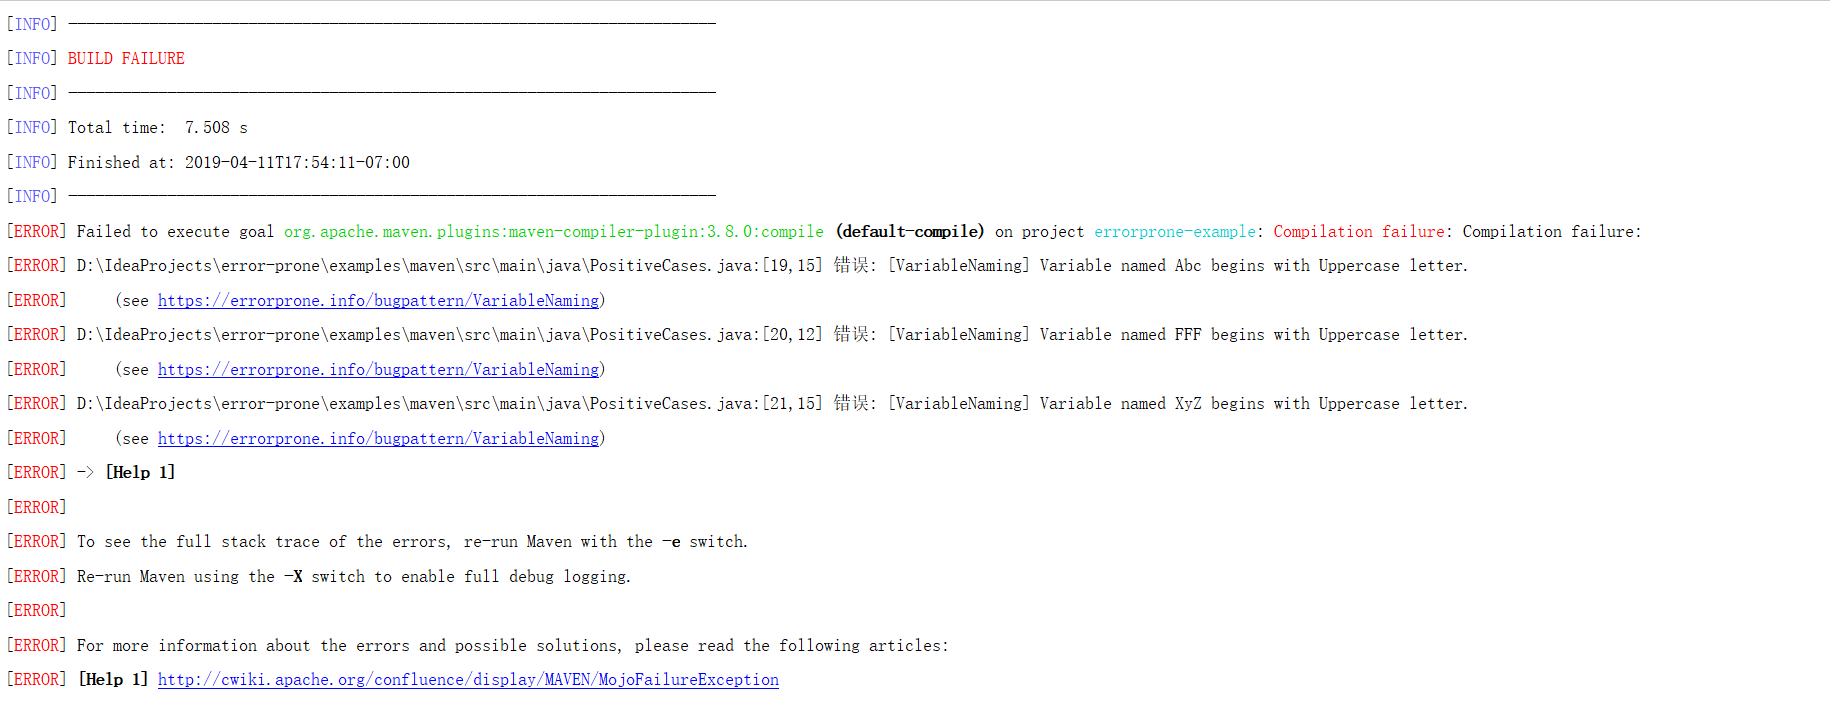 [INFO] ------------------------------------------------------------------------
[INFO] BUILD FAILURE
[INFO] ------------------------------------------------------------------------
[INFO] Total time:  7.508 s
[INFO] Finished at: 2019-04-11T17:54:11-07:00
[INFO] ------------------------------------------------------------------------
[ERROR] Failed to execute goal org.apache.maven.plugins:maven-compiler-plugin:3.8.0:compile (default-compile) on project errorprone-example: Compilation failure: Compilation failure:
[ERROR] D:\IdeaProjects\error-prone\examples\maven\src\main\java\PositiveCases.java:[19,15] 错误: [VariableNaming] Variable named Abc begins with Uppercase letter.
[ERROR]     (see https://errorprone.info/bugpattern/VariableNaming)
[ERROR] D:\IdeaProjects\error-prone\examples\maven\src\main\java\PositiveCases.java:[20,12] 错误: [VariableNaming] Variable named FFF begins with Uppercase letter.
[ERROR]     (see https://errorprone.info/bugpattern/VariableNaming)
[ERROR] D:\IdeaProjects\error-prone\examples\maven\src\main\java\PositiveCases.java:[21,15] 错误: [VariableNaming] Variable named XyZ begins with Uppercase letter.
[ERROR]     (see https://errorprone.info/bugpattern/VariableNaming)
[ERROR] -> [Help 1]
[ERROR]
[ERROR] To see the full stack trace of the errors, re-run Maven with the -e switch.
[ERROR] Re-run Maven using the -X switch to enable full debug logging.
[ERROR]
[ERROR] For more information about the errors and possible solutions, please read the following articles:
[ERROR] [Help 1] http://cwiki.apache.org/confluence/display/MAVEN/MojoFailureException